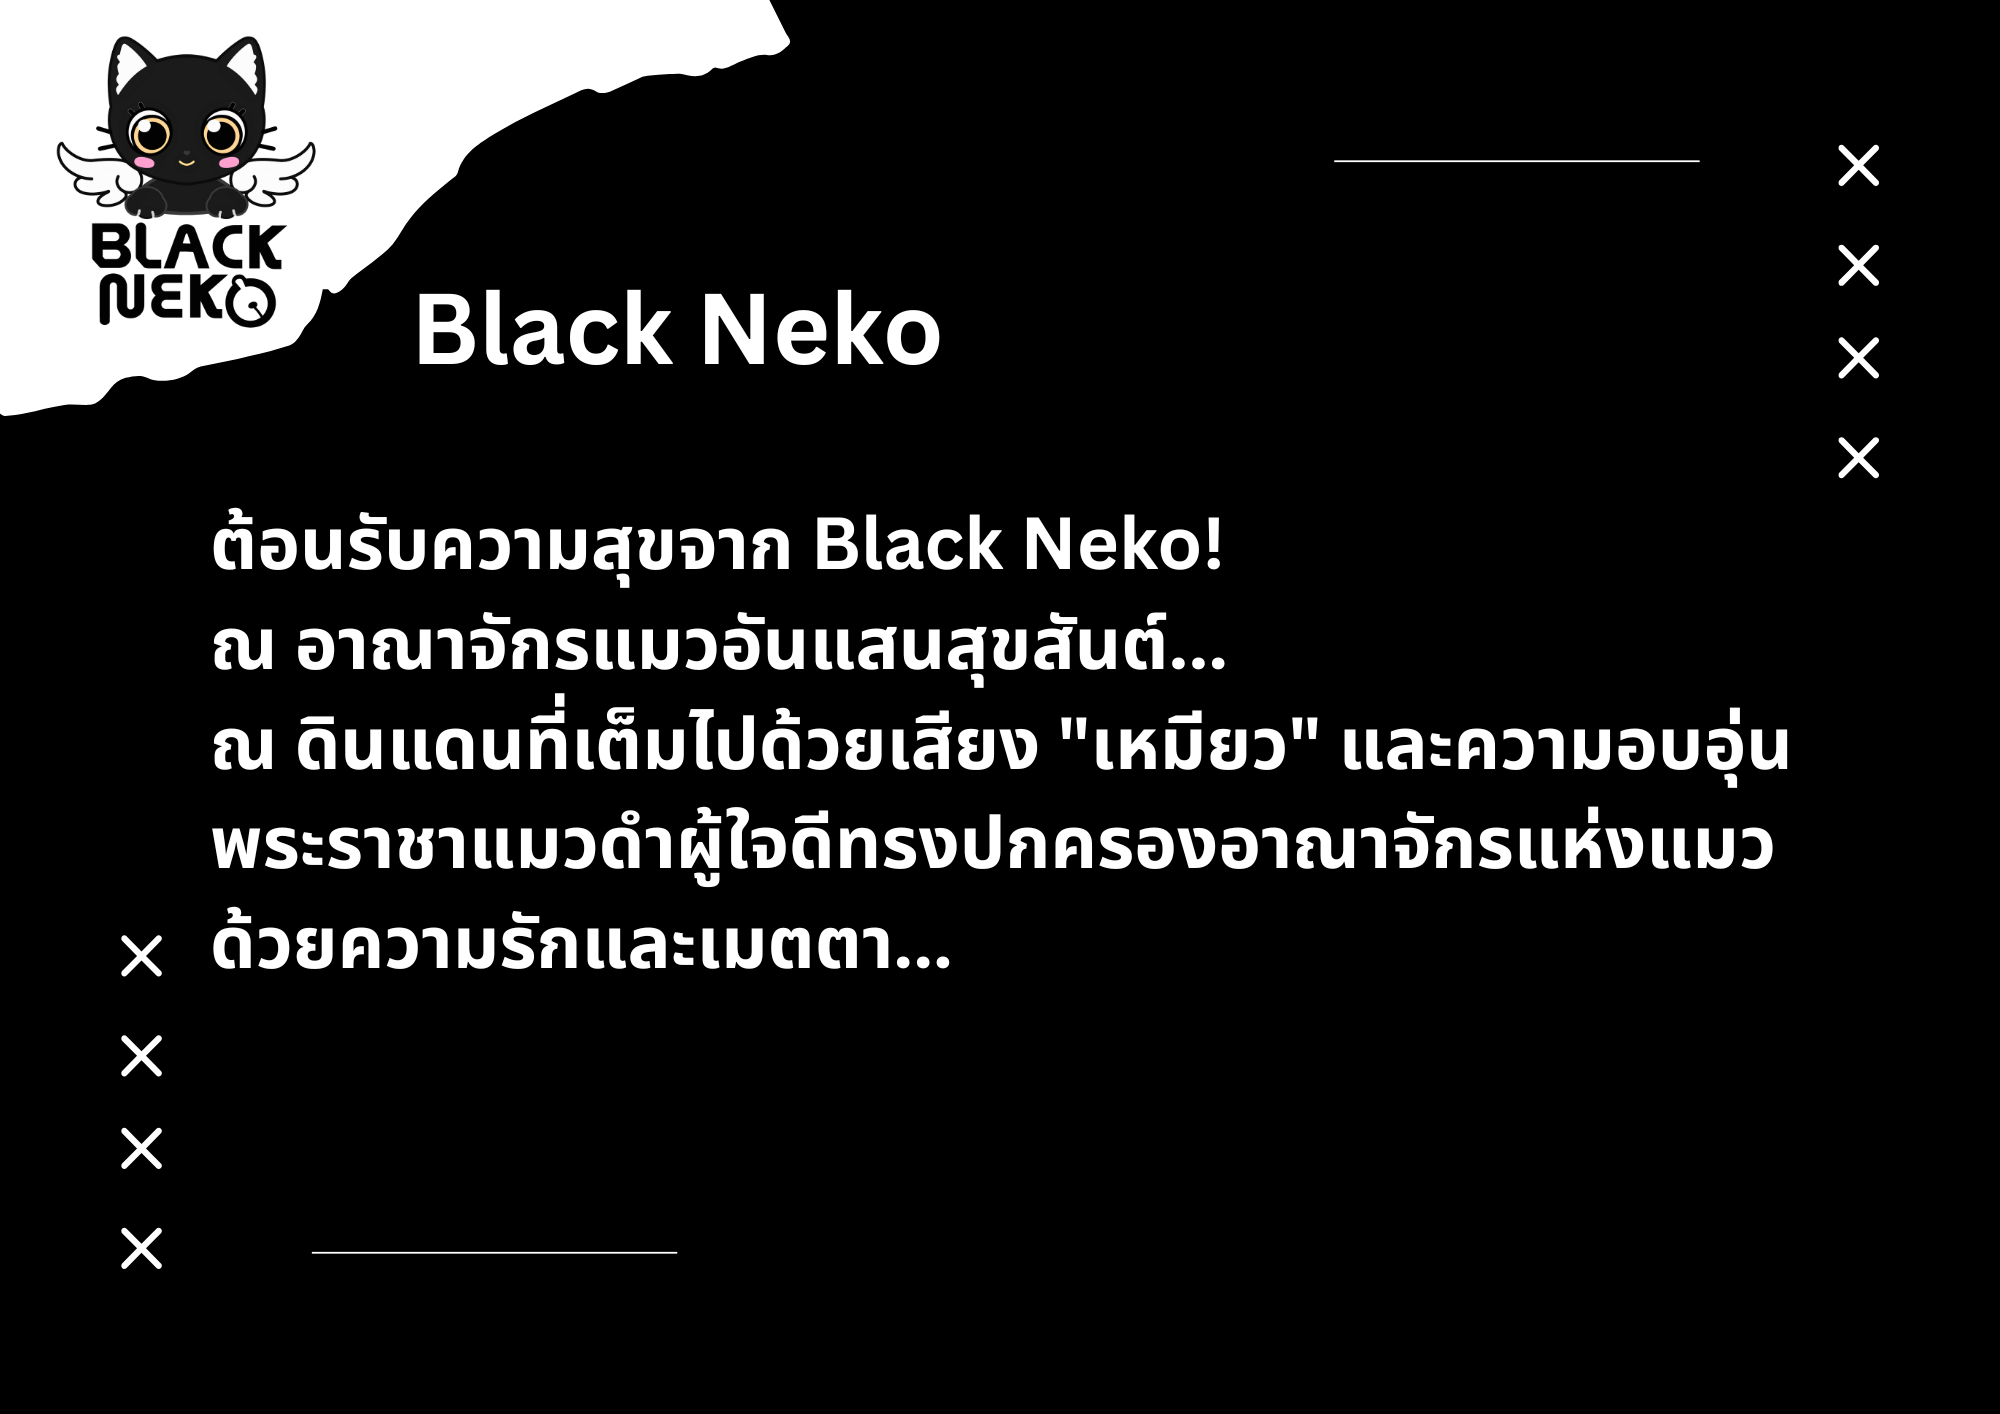 BLACK
NEKO
Black Neko
ต้อนรับความสุขจาก Black Neko!
ณ อาณาจักรแมวอันแสนสุขสันต์...
ณ ดินแดนที่เต็มไปด้วยเสียง "เหมียว" และความอบอุ่น
พระราชาแมวดำผู้ใจดีทรงปกครองอาณาจักรแห่งแมว
ด้วยความรักและเมตตา...